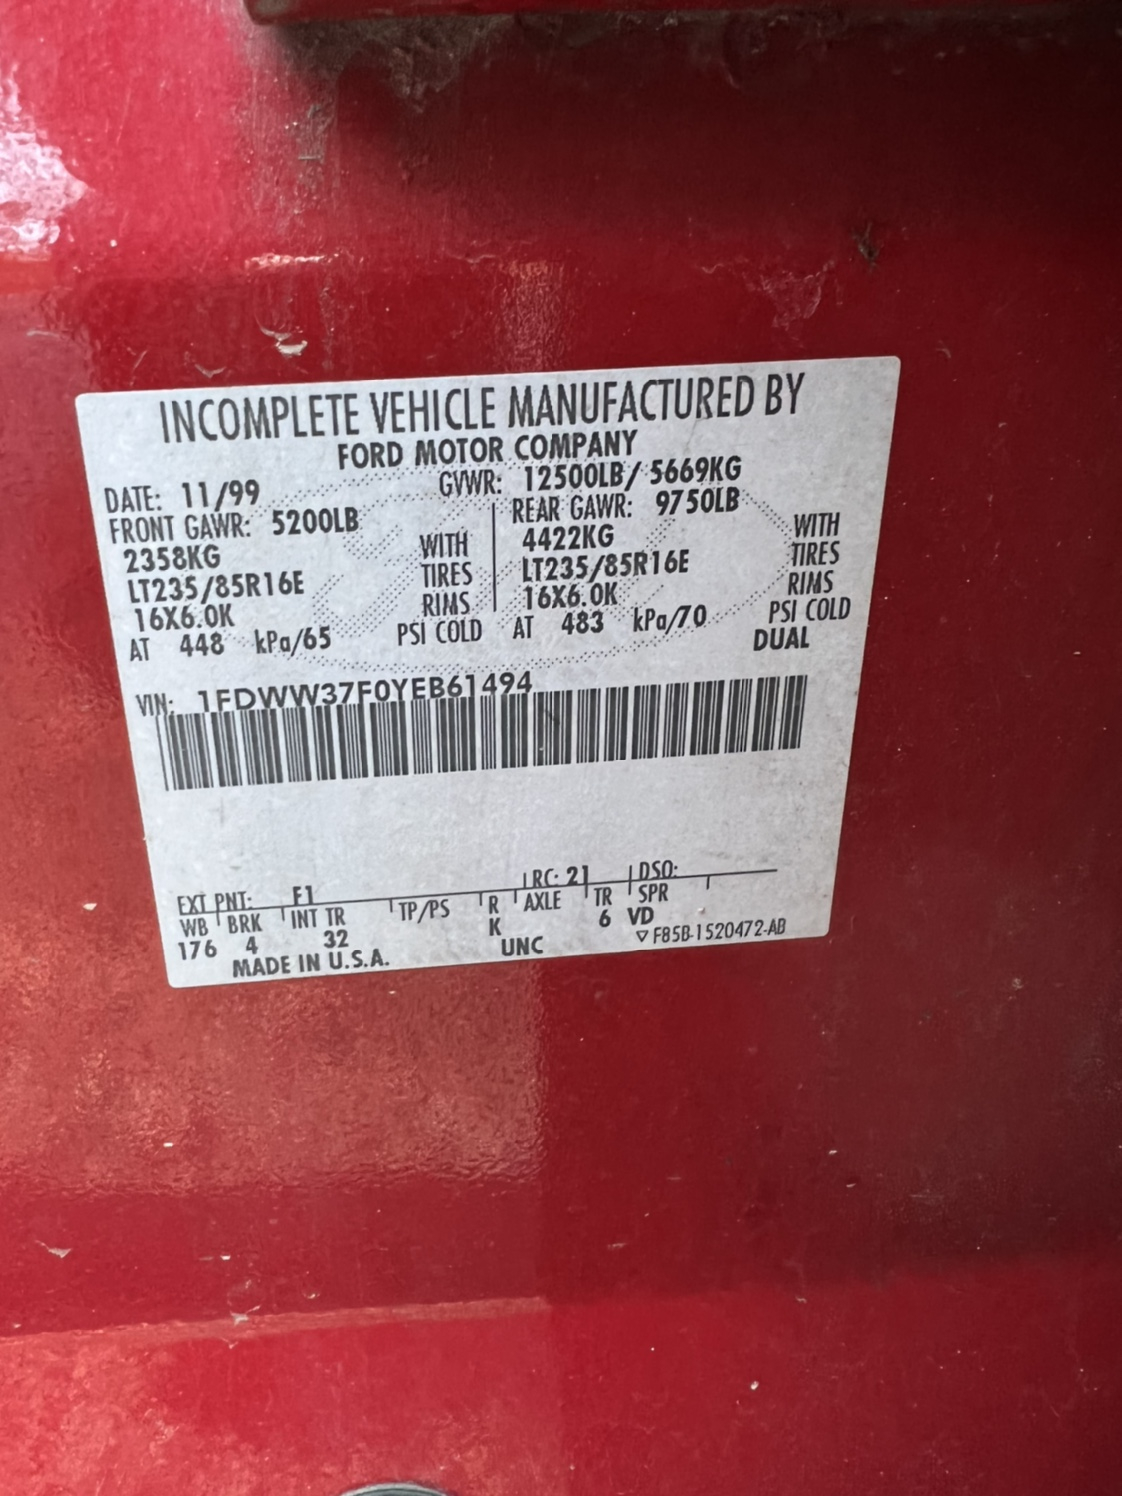 INCOMPLETE VEHICLE MANUFACTURED BY
FORD MOTOR COMPANY
DATE: 11/99 GVWR: 12500LB/ 5669KG
FRONT GAWR: 5200LB REAR GAWR: 9750LB
2358KG WITH 4422KG WITH
LT235/85R16E TIRES LT235/85R16E TIRES
16X6.0K RIMS 16X6.0K RIMS
AT 448 kPa/65 PSI COLD AT 483 kPa/70 PSI COLD
DUAL
VIN: 1FDWW37F0YEB61494
EXT PNT: F1 RC: 21 DSO:
WB BRK INT TR TP/PS R AXLE TR SPR
176 4 32 K 6 VD
MADE IN U.S.A. UNC ▽ F85B-1520472-AB